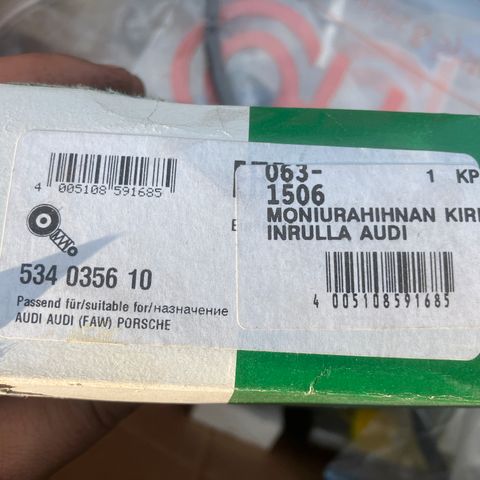 4 005108 591685
534 0356 10
Passend für/suitable for/назначение
AUDI AUDI (FAW) PORSCHE
063- 1 KP
1506
MONIURAHIHNAN KIRI
INRULLA AUDI
4 005108 591685